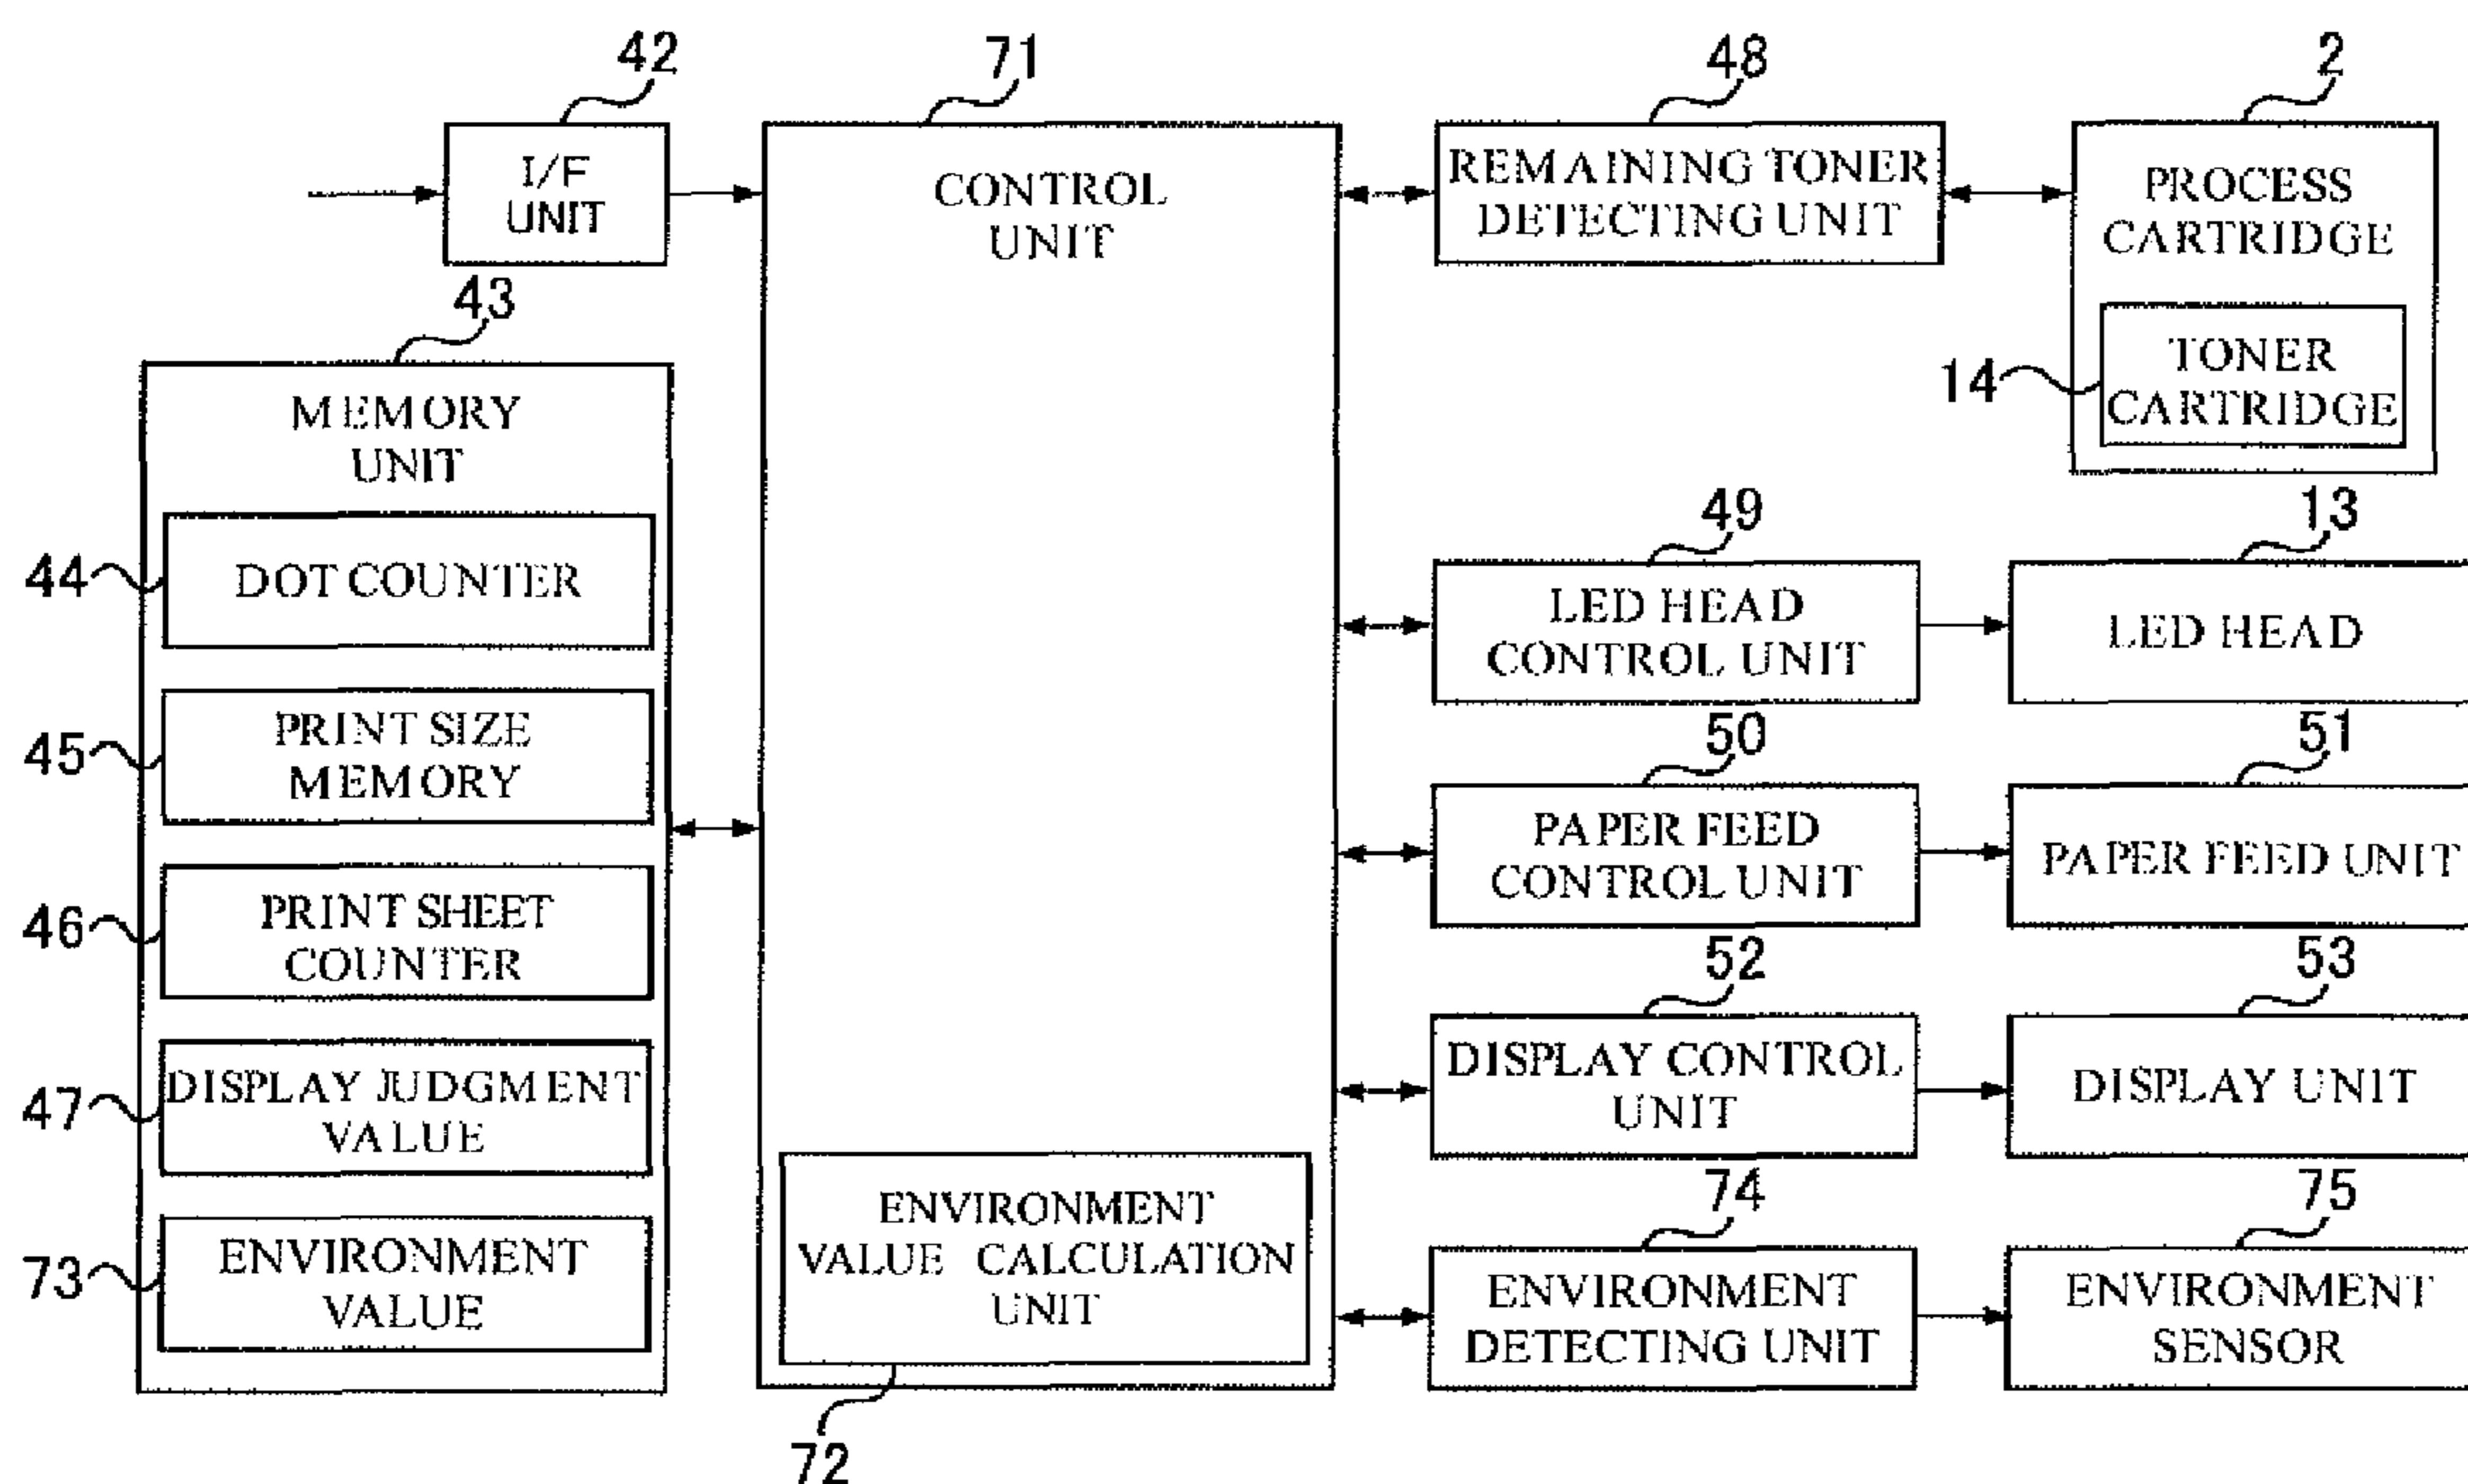 42
71
48
2
I/F
UNIT
CONTROL
UNIT
REMAINING TONER
DETECTING UNIT
PROCESS
CARTRIDGE
14
TONER
CARTRIDGE
43
MEMORY
UNIT
44
DOT COUNTER
45
PRINT SIZE
MEMORY
46
PRINT SHEET
COUNTER
47
DISPLAY JUDGMENT
VALUE
73
ENVIRONMENT
VALUE
ENVIRONMENT
VALUE CALCULATION
UNIT
72
49
13
LED HEAD
CONTROL UNIT
LED HEAD
50
51
PAPER FEED
CONTROL UNIT
PAPER FEED UNIT
52
53
DISPLAY CONTROL
UNIT
DISPLAY UNIT
74
75
ENVIRONMENT
DETECTING UNIT
ENVIRONMENT
SENSOR